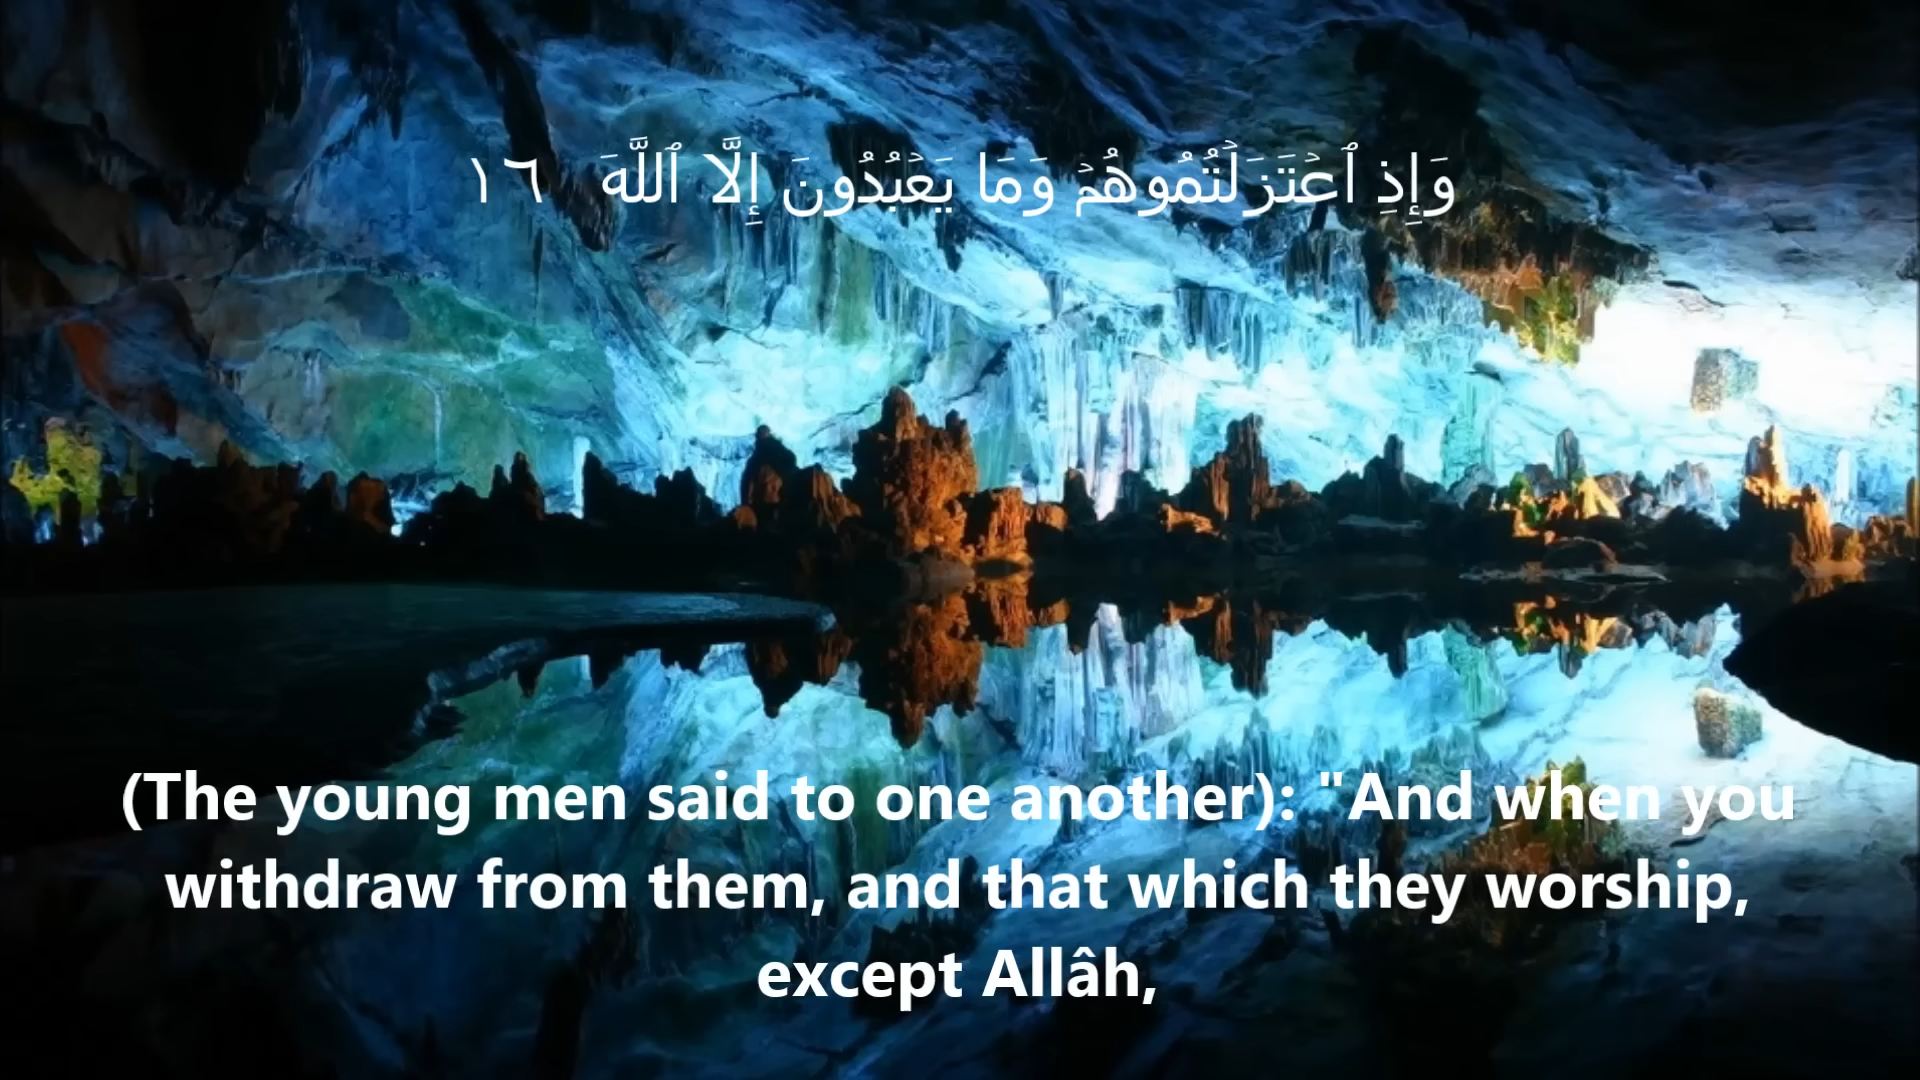 وَإِذِ ٱعۡتَزَلۡتُمُوهُمۡ وَمَا يَعۡبُدُونَ إِلَّا ٱللَّهَ ١٦
(The young men said to one another): "And when you
withdraw from them, and that which they worship,
except Allâh,